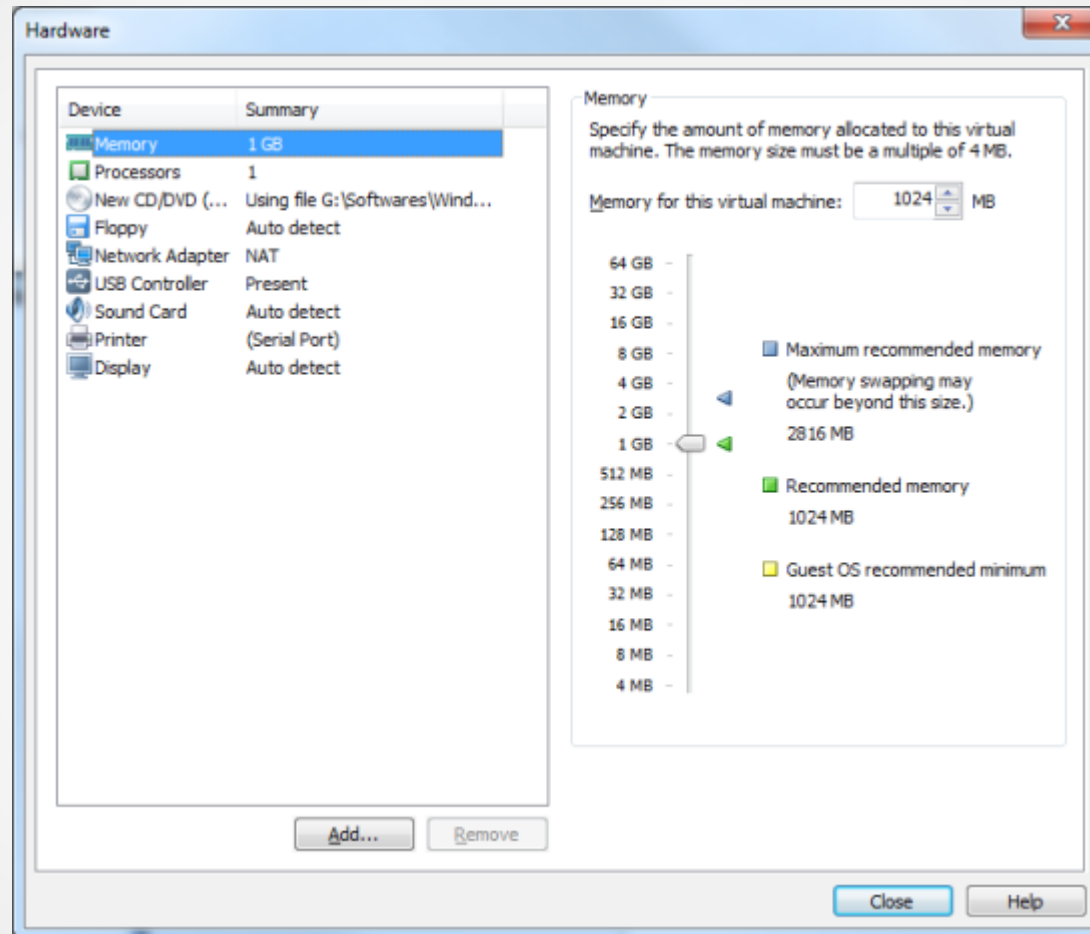 Hardware
Device Summary
Memory 1 GB
Processors 1
New CD/DVD (... Using file G:\Softwares\Wind...
Floppy Auto detect
Network Adapter NAT
USB Controller Present
Sound Card Auto detect
Printer (Serial Port)
Display Auto detect
Add... Remove
Memory
Specify the amount of memory allocated to this virtual
machine. The memory size must be a multiple of 4 MB.
Memory for this virtual machine: 1024 MB
64 GB
32 GB
16 GB
8 GB
4 GB
2 GB
1 GB
512 MB
256 MB
128 MB
64 MB
32 MB
16 MB
8 MB
4 MB
Maximum recommended memory
(Memory swapping may
occur beyond this size.)
2816 MB
Recommended memory
1024 MB
Guest OS recommended minimum
1024 MB
Close Help